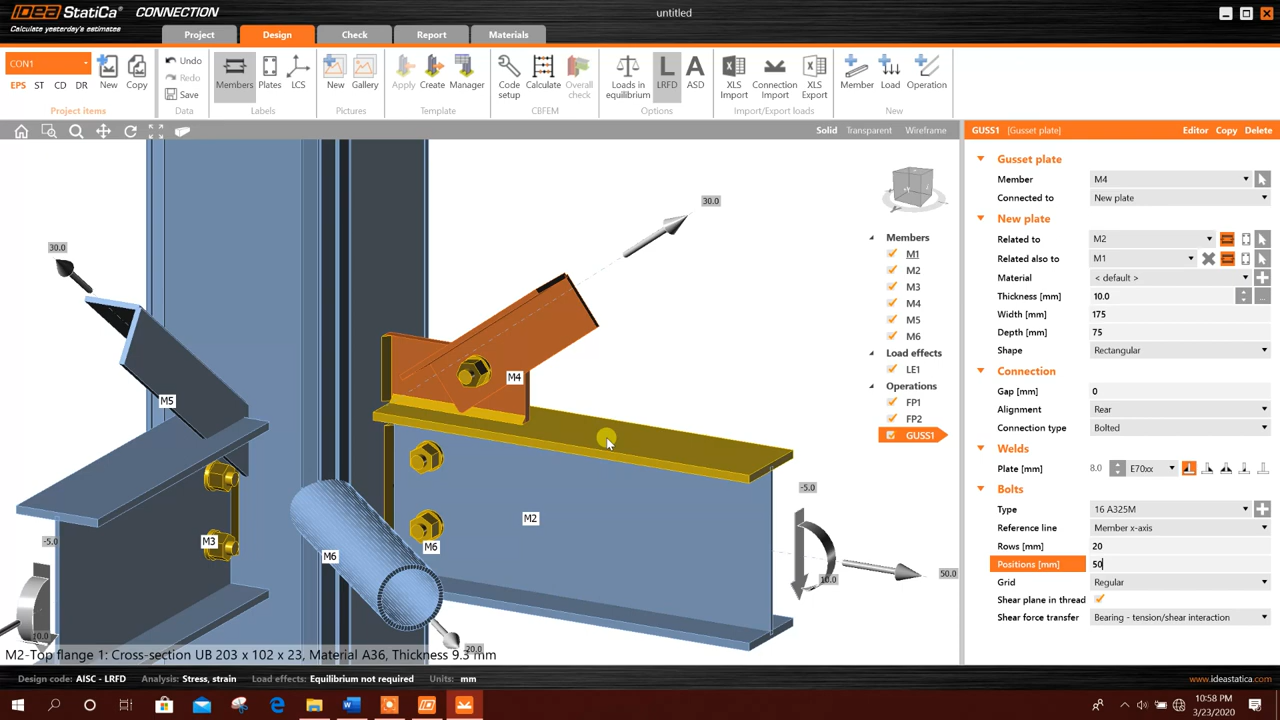 IDEA StatiCa® CONNECTION
Calculate yesterday's estimates
untitled
Project
Design
Check
Report
Materials
CON1
EPS ST CD DR
New
Copy
Project items
Undo
Redo
Save
Data
Members
Plates
LCS
Labels
New
Gallery
Pictures
Apply
Create
Manager
Template
Code setup
Calculate
Overall check
CBFEM
Loads in equilibrium
LRFD
ASD
Options
XLS Import
Connection Import
XLS Export
Import/Export loads
Member
Load
Operation
New
Solid Transparent Wireframe
30.0
30.0
M5
M4
M3
M2
M6
M6
-5.0
-5.0
10.0
10.0
50.0
20.0
Members
M1
M2
M3
M4
M5
M6
Load effects
LE1
Operations
FP1
FP2
GUSS1
GUSS1 [Gusset plate] Editor Copy Delete
Gusset plate
Member M4
Connected to New plate
New plate
Related to M2
Related also to M1
Material < default >
Thickness [mm] 10.0
Width [mm] 175
Depth [mm] 75
Shape Rectangular
Connection
Gap [mm] 0
Alignment Rear
Connection type Bolted
Welds
Plate [mm] 8.0 E70xx
Bolts
Type 16 A325M
Reference line Member x-axis
Rows [mm] 20
Positions [mm] 50
Grid Regular
Shear plane in thread
Shear force transfer Bearing - tension/shear interaction
M2-Top flange 1: Cross-section UB 203 x 102 x 23, Material A36, Thickness 9.3 mm
Design code: AISC - LRFD Analysis: Stress, strain Load effects: Equilibrium not required Units: mm
www.ideastatica.com
10:58 PM
3/23/2020